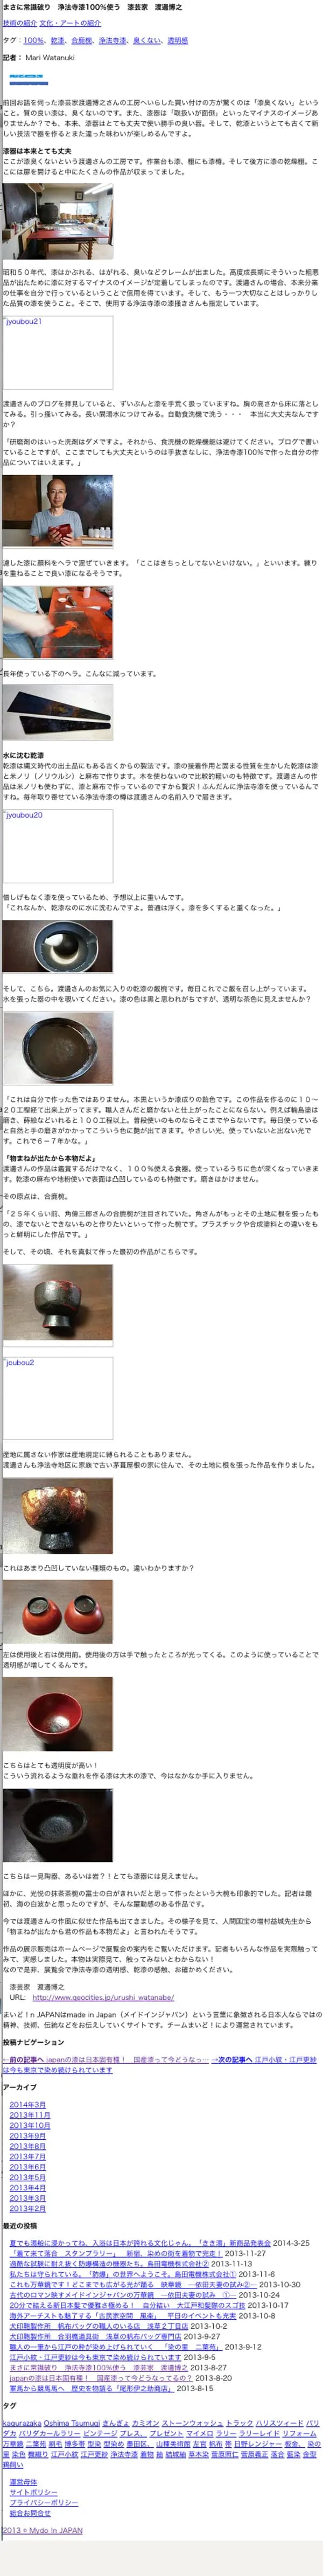 まさに常識破り　浄法寺漆100%使う　漆芸家　渡邊博之
技術の紹介 文化・アートの紹介
タグ：100%、乾漆、合鹿椀、浄法寺漆、臭くない、透明感
記者： Mari Watanuki
前回お話を伺った漆芸家渡邊博之さんの工房へいらした買い付けの方が驚くのは「漆臭くない」という
こと。質の良い漆は、臭くないのです。また、漆器は「取扱いが面倒」といったマイナスのイメージがあ
りませんか？でも、本来、漆器はとても丈夫で使い勝手の良い器。そして、乾漆というとても古くて新し
い技法で器を作るとまた違った味わいが楽しめるんですよ。
漆器は本来とても丈夫
ここが漆臭くないという渡邊さんの工房です。作業台も漆、棚にも漆樽。そして後方に漆の乾燥棚。ここ
には扉を開けると中にたくさんの作品が収まってました。
昭和５０年代、漆はかぶれる、はがれる、臭いなどクレームが出ました。高度成長期にそういった粗悪
品が出たために漆に対するマイナスのイメージが定着してしまったのです。渡邊さんの場合、本来分業
の仕事を自分で行っているということで信用を得ています。そして、もう一つ大切なことはしっかりし
た品質の漆を使うこと。そこで、使用する浄法寺漆の漆掻きさんも指定しています。
jyoubou21
渡邊さんのブログを拝見していると、ずいぶんと漆を手荒く扱っていますね。胸の高さから床に落とし
てみる。引っ掻いてみる。長い間湯水につけてみる。自動食洗機で洗う・・・　本当に大丈夫なんです
か？
「研磨剤のはいった洗剤はダメですよ。それから、食洗機の乾燥機能は避けてください。ブログで書い
ていることですが、ここまでしても大丈夫というのは手抜きなしに、浄法寺漆100％で作った自分の作
品についてはいえます。」
濾した漆に顔料をヘラで混ぜていきます。「ここはきちっとしてないといけない。」といいます。練り
を重ねることで良い漆になるそうです。
長年使っている下のヘラ。こんなに減っています。
水に沈む乾漆
乾漆は縄文時代の出土品にもある古くからの製法です。漆の接着作用と固まる性質を生かした乾漆は漆
と米ノリ（ノリウルシ）と麻布で作ります。木を使わないので比較的軽いのも特徴です。渡邊さんの作
品は米ノリも使わずに、漆と麻布で作っているのですから贅沢！ふんだんに浄法寺漆を使っているんで
すね。毎年取り寄せている浄法寺漆の樽は渡邊さんの名前入りで届きます。
jyoubou20
惜しげもなく漆を使っているため、予想以上に重いんです。
「これなんか、乾漆なのに水に沈むんですよ。普通は浮く。漆を多くすると重くなった。」
そして、こちら。渡邊さんのお気に入りの乾漆の飯椀です。毎日これでご飯を召し上がっています。
水を張った器の中を覗いてください。漆の色は黒と思われがちですが、透明な茶色に見えませんか？
「これは自分で作った色ではありません。本黒というか漆成りの飴色です。この作品を作るのに１０～
２０工程経て出来上がってます。職人さんだと磨かないと仕上がったことにならない。例えば輪島塗は
磨き、蒔絵などいれると１００工程以上。普段使いのものならそこまでやらないです。毎日使っている
と自然と手の磨きがかかってこういう色に艶が出てきます。やさしい光、使っていないと出ない光で
す。これで６－７年かな。」
「物まねが出たから本物だよ」
渡邊さんの作品は鑑賞するだけでなく、１００％使える食器。使っているうちに色が深くなっていきま
す。乾漆の麻布や地粉使いで表面は凸凹しているのも特徴です。磨きはかけません。
その原点は、合鹿椀。
「２５年くらい前、角偉三郎さんの合鹿椀が注目されていた。角さんがもっとその土地に根を張ったも
の、漆でないとできないものと作りたいといって作った椀です。プラスチックや合成塗料との違いをもっ
と鮮明にした作品です。」
そして、その頃、それを真似て作った最初の作品がこちらです。
joubou2
産地に属さない作家は産地規定に縛られることもありません。
渡邊さんも浄法寺地区に家族で古い茅葺屋根の家に住んで、その土地に根を張った作品を作りました。
これはあまり凸凹していない種類のもの。違いわかりますか？
左は使用後と右は使用前。使用後の方は手で触ったところが光ってくる。このように使っていることで
透明感が増してくるんです。
こちらはとても透明度が高い！
こういう流れるような垂れを作る漆は大木の漆で、今はなかなか手に入りません。
こちらは一見陶器、あるいは岩？！とても漆器には見えません。
ほかに、光悦の抹茶茶椀の冨士の白がきれいだと思って作ったという大椀も印象的でした。記者は最
初、海の白波かと思ったのですが、そんな躍動感のある作品です。
今では渡邊さんの作風に似せた作品も出てきました。その様子を見て、人間国宝の増村益城先生から
「物まねが出たから君の作品も本物だよ」と言われたそうです。
作品の展示販売はホームページで展覧会の案内をご覧いただけます。記者もいろんな作品を実際触って
みて、実感しました。本物は実際見て、触ってみないとわからない！
なので是非、展覧会で浄法寺漆の透明感、乾漆の感触、お確かめください。
漆芸家　渡邊博之
URL:　http://www.geocities.jp/urushi_watanabe/
まいど！n JAPANはmade in Japan（メイドインジャパン）という言葉に象徴される日本人ならではの
精神、技術、伝統などをお伝えしてゆくサイトです。チームまいど！により運営されています。
投稿ナビゲーション
←前の記事へ japanの漆は日本固有種！　国産漆って今どうなっ… →次の記事へ 江戸小紋・江戸更紗
は今も東京で染め続けられています
アーカイブ
2014年3月
2013年11月
2013年10月
2013年9月
2013年8月
2013年7月
2013年6月
2013年5月
2013年4月
2013年3月
2013年2月
最近の投稿
夏でも湯船に浸かってね、入浴は日本が誇れる文化じゃん。「きき湯」新商品発表会 2014-3-25
「着て来て落合　スタンプラリー」　新宿、染めの街を着物で完走！ 2013-11-27
過酷な試験に耐え抜く防爆構造の機器たち。島田電機株式会社② 2013-11-13
私たちは守られている。「防爆」の世界へようこそ。島田電機株式会社① 2013-11-6
これも万華鏡です！どこまでも広がる光が踊る　映華鏡　―依田夫妻の試み②― 2013-10-30
古代のロマン映すメイドインジャパンの万華鏡　―依田夫妻の試み　①― 2013-10-24
20分で結える新日本髪で優雅さ極める！　自分結い　大江戸和髪隊のスゴ技 2013-10-17
海外アーチストも魅了する「古民家空間　風楽」　平日のイベントも充実 2013-10-8
犬印鞄製作所　帆布バッグの職人のいる店　浅草２丁目店 2013-10-2
犬印鞄製作所　合羽橋道具街　浅草の帆布バッグ専門店 2013-9-27
職人の一筆から江戸の粋が染め上げられていく　「染の里　二葉苑」 2013-9-12
江戸小紋・江戸更紗は今も東京で染め続けられています 2013-9-5
まさに常識破り　浄法寺漆100%使う　漆芸家　渡邊博之 2013-8-27
japanの漆は日本固有種！　国産漆って今どうなってるの？ 2013-8-20
軍馬から競馬馬へ　歴史を物語る「尾形伊之助商店」 2013-8-15
タグ
kagurazaka Oshima Tsumugi きんぎょ カミオン ストーンウォッシュ トラック ハリスツィード バリ
ダカ パリダカールラリー ビンテージ プレス、 プレゼント マイメロ ラリー ラリーレイド リフォーム
万華鏡 二葉苑 刷毛 博多帯 型染 型染め 墨田区、 山種美術館 左官 帆布 帯 日野レンジャー 板金、 染の
里 染色 機織り 江戸小紋 江戸更紗 浄法寺漆 着物 紬 結城紬 草木染 菅原照仁 菅原義正 落合 藍染 金型
鵜飼い
運営母体
サイトポリシー
プライバシーポリシー
総合お問合せ
2013 © Mydo !n JAPAN